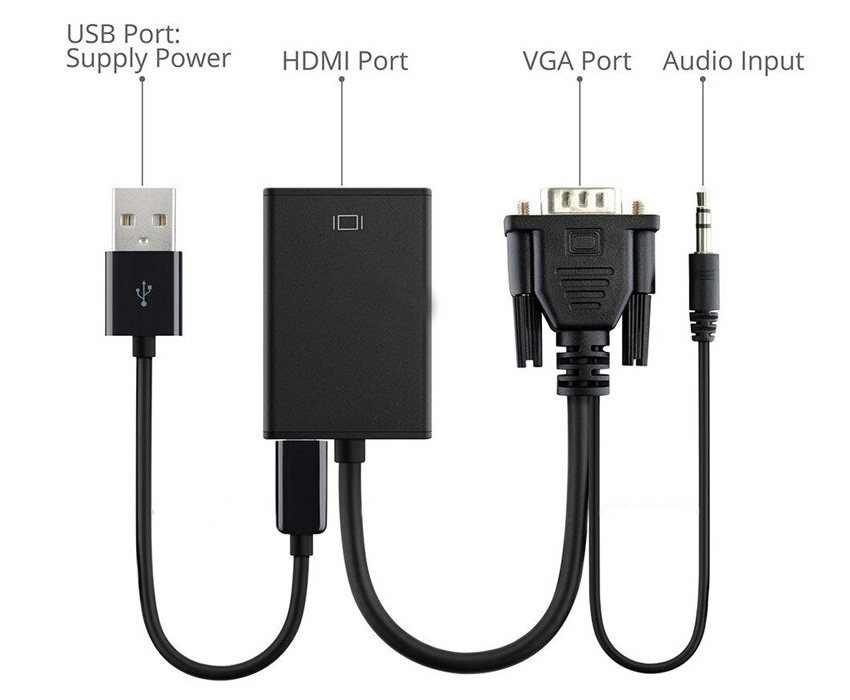 USB Port:
Supply Power
HDMI Port
VGA Port
Audio Input